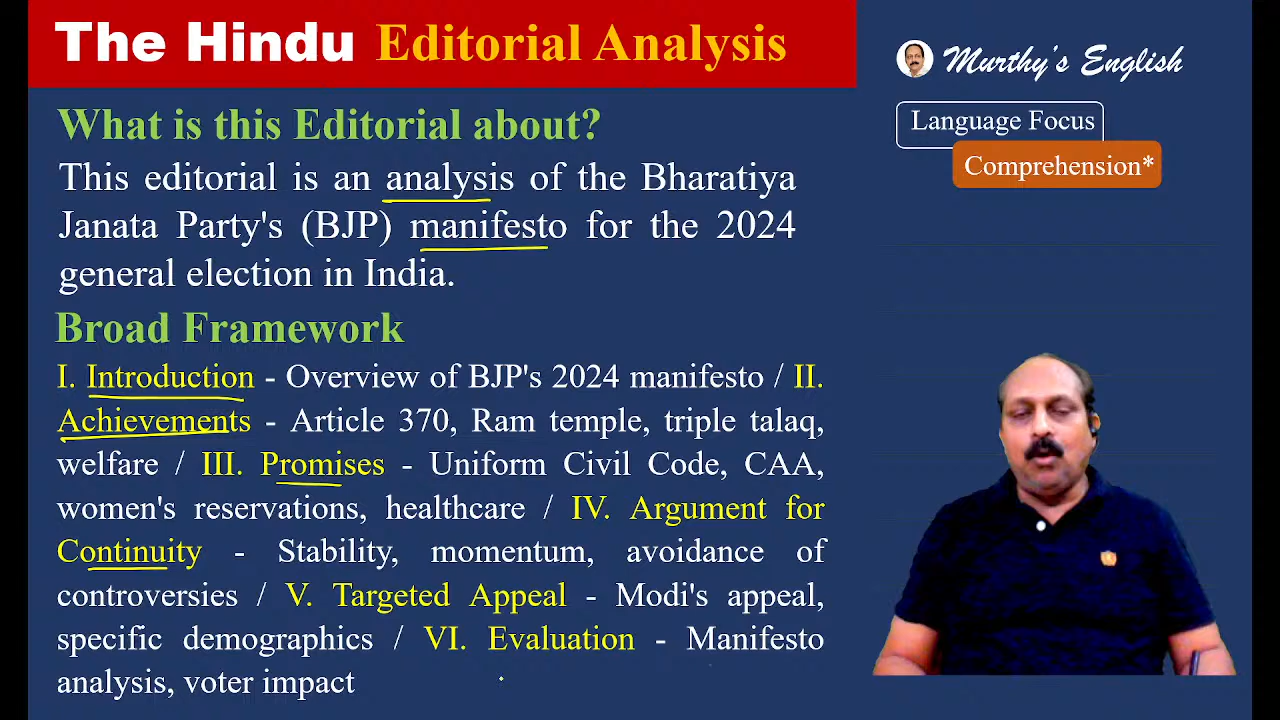 The Hindu Editorial Analysis
Murthy's English
Language Focus
Comprehension*
What is this Editorial about?
This editorial is an analysis of the Bharatiya
Janata Party's (BJP) manifesto for the 2024
general election in India.
Broad Framework
I. Introduction - Overview of BJP's 2024 manifesto / II.
Achievements - Article 370, Ram temple, triple talaq,
welfare / III. Promises - Uniform Civil Code, CAA,
women's reservations, healthcare / IV. Argument for
Continuity - Stability, momentum, avoidance of
controversies / V. Targeted Appeal - Modi's appeal,
specific demographics / VI. Evaluation - Manifesto
analysis, voter impact